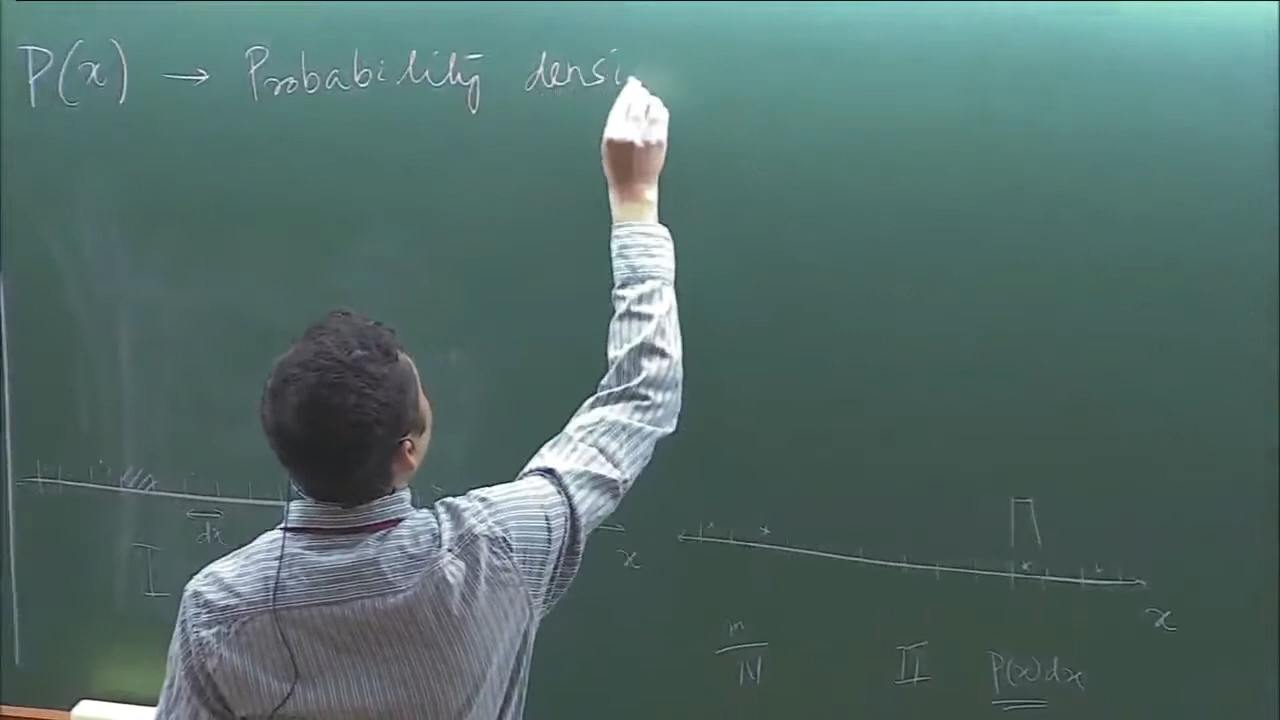 P(x) → Probability densi
dx
I
x
x
m
N
II
P(x)dx